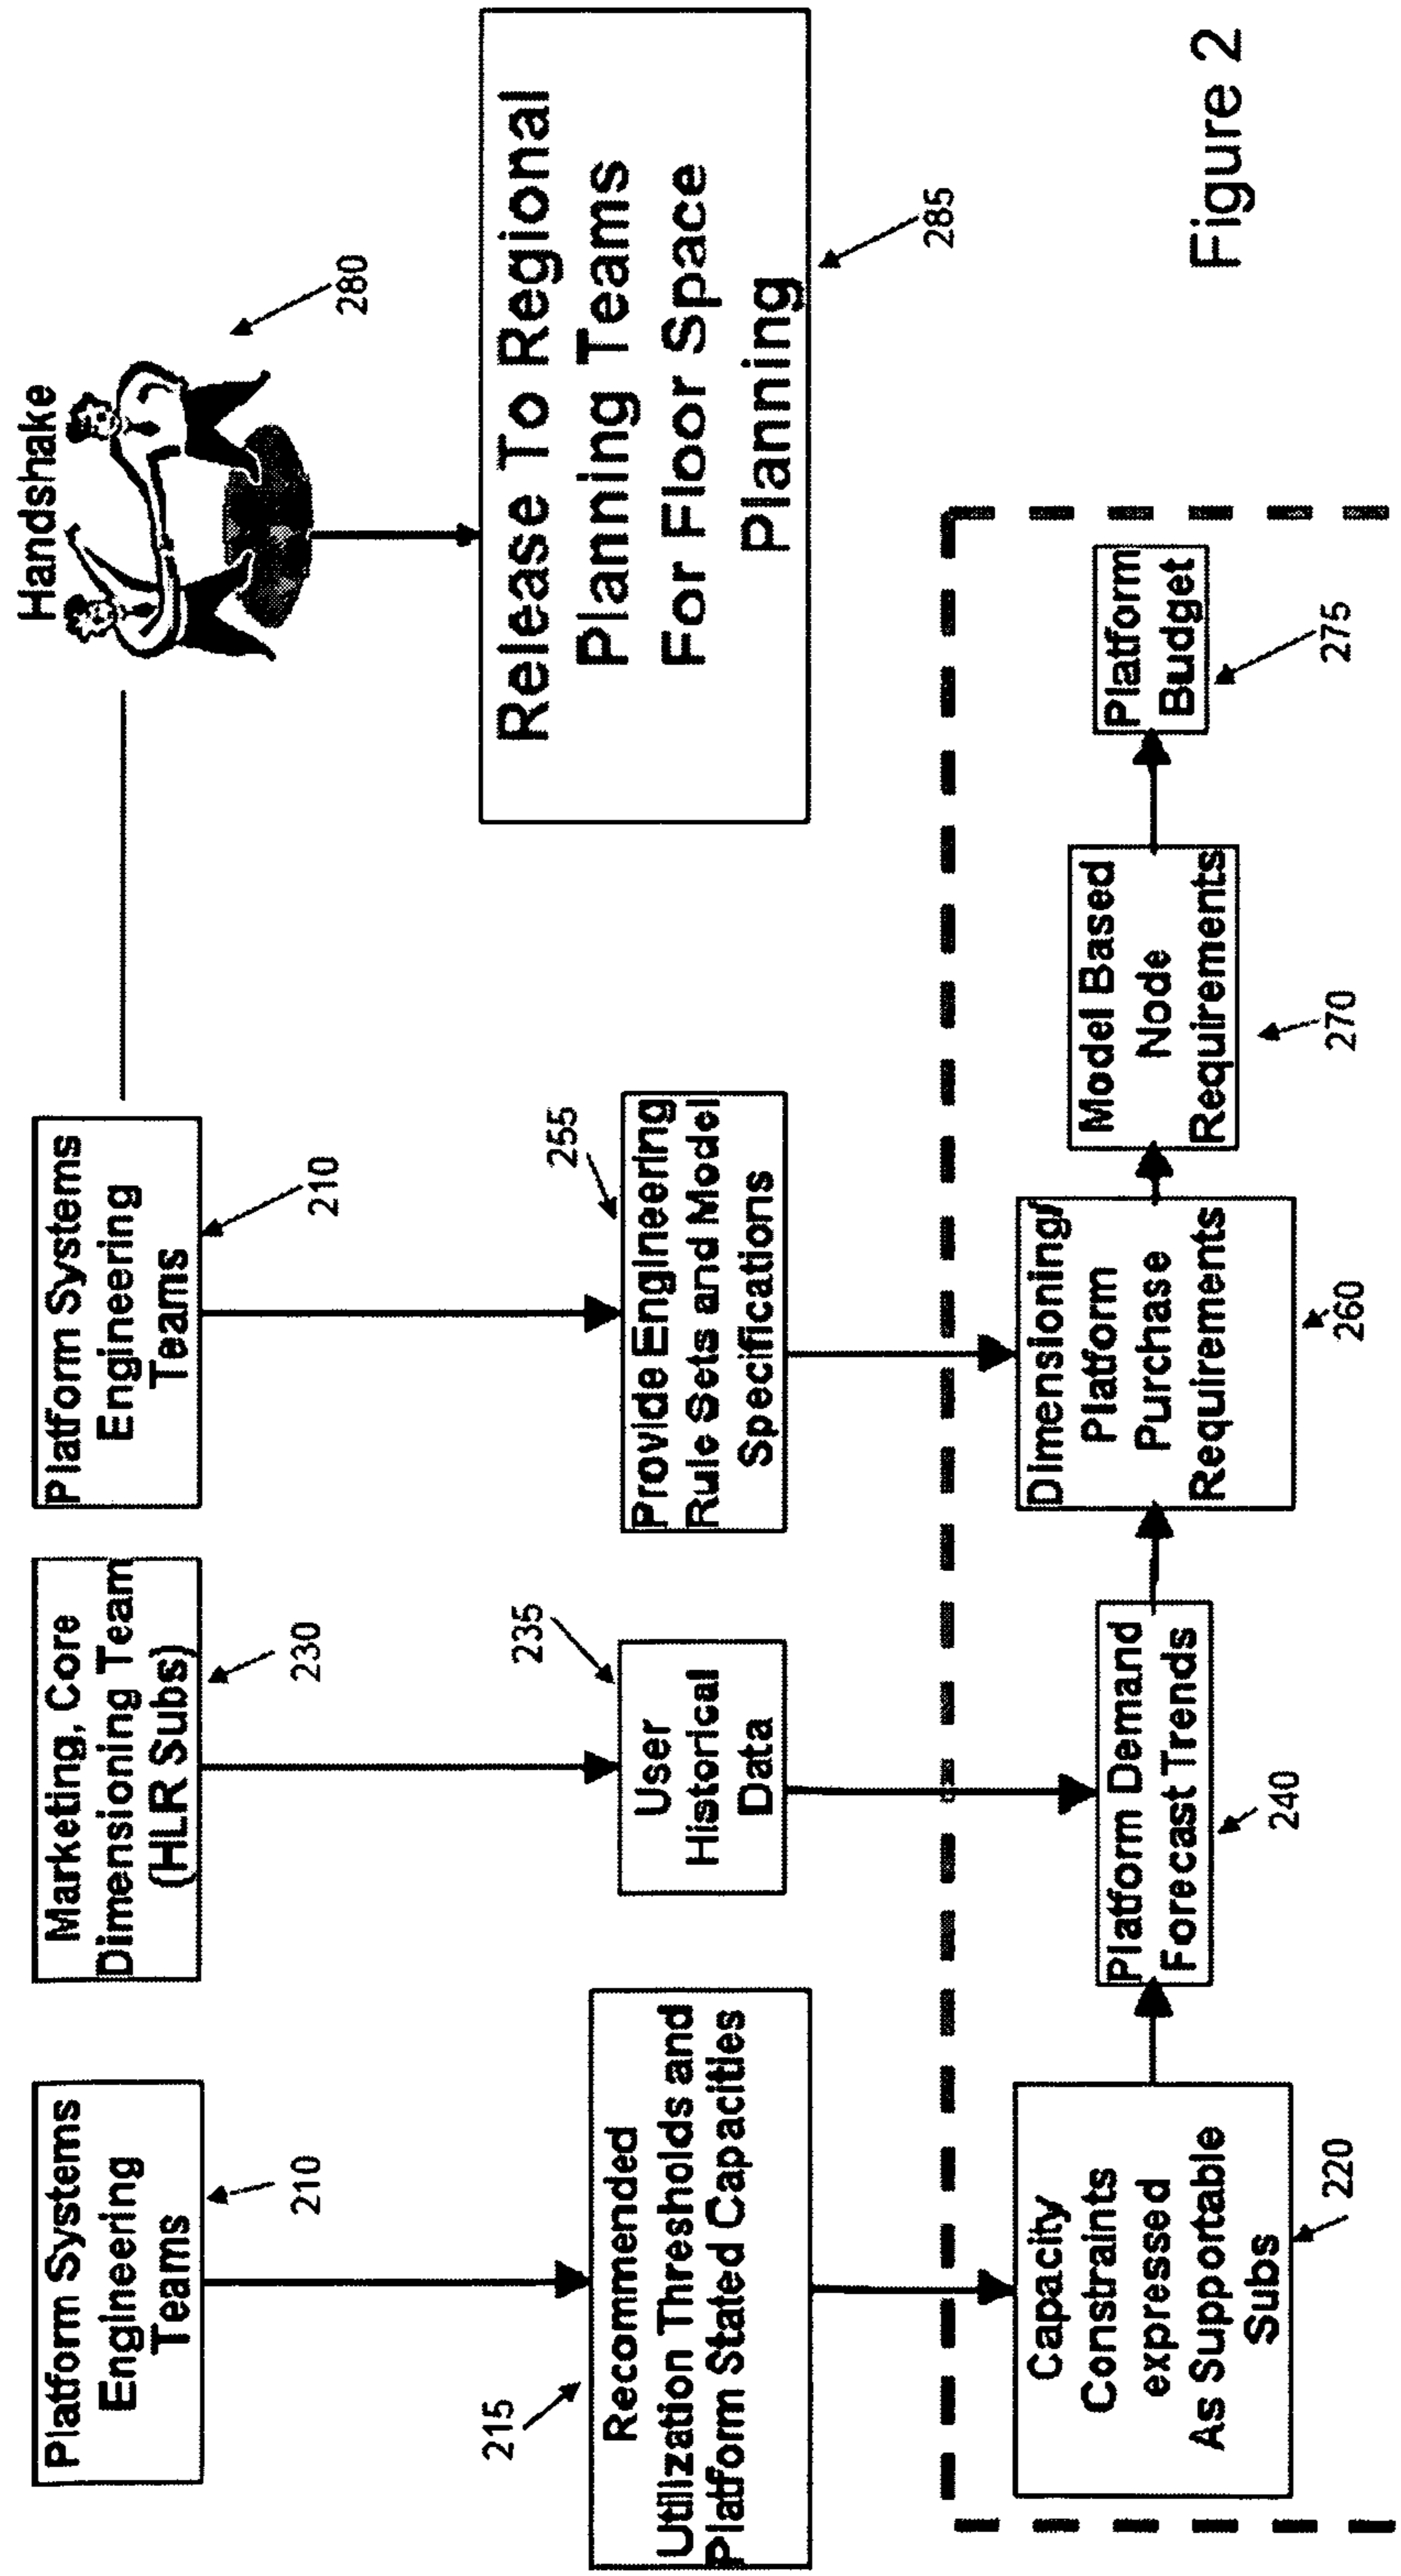 Platform Systems
Engineering
Teams
210
Marketing, Core
Dimensioning Team
(HLR Subs)
230
Platform Systems
Engineering
Teams
210
Handshake
280
215
Recommended
Utilization Thresholds and
Platform Stated Capacities
235
User
Historical
Data
255
Provide Engineering
Rule Sets and Model
Specifications
Release To Regional
Planning Teams
For Floor Space
Planning
285
Capacity
Constraints
expressed
As Supportable
Subs
220
Platform Demand
Forecast Trends
240
Dimensioning/
Platform
Purchase
Requirements
260
Model Based
Node
Requirements
270
Platform
Budget
275
Figure 2